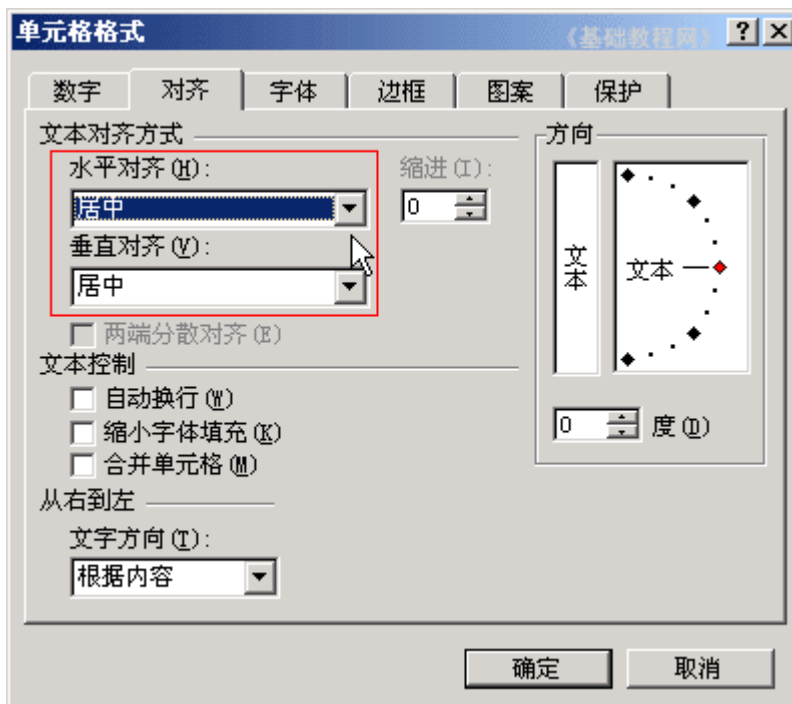 单元格格式 《基础教程网》
数字 对齐 字体 边框 图案 保护
文本对齐方式
水平对齐(H):
居中
缩进(I):
0
垂直对齐(V):
居中
两端分散对齐(E)
文本控制
自动换行(W)
缩小字体填充(K)
合并单元格(M)
从右到左
文字方向(T):
根据内容
方向
文本
文本
0 度(D)
确定 取消